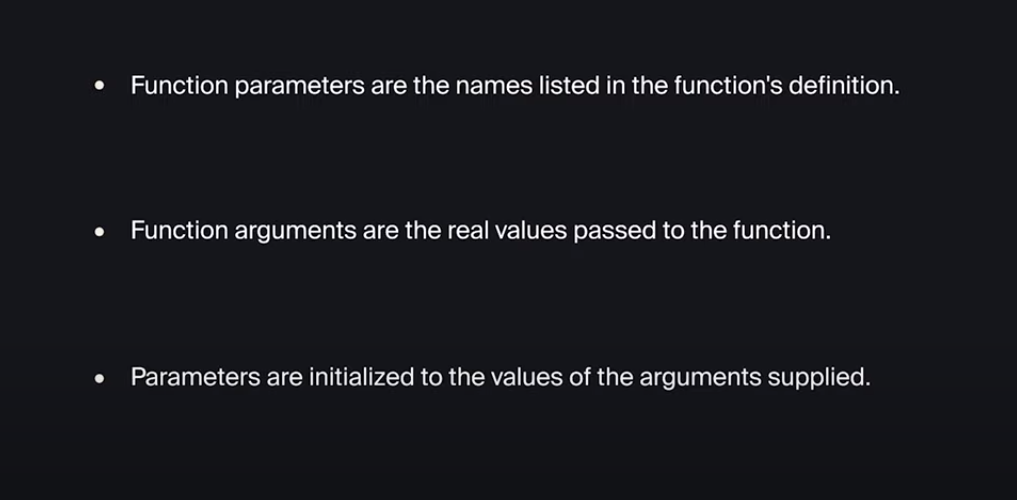 • Function parameters are the names listed in the function's definition.
• Function arguments are the real values passed to the function.
• Parameters are initialized to the values of the arguments supplied.